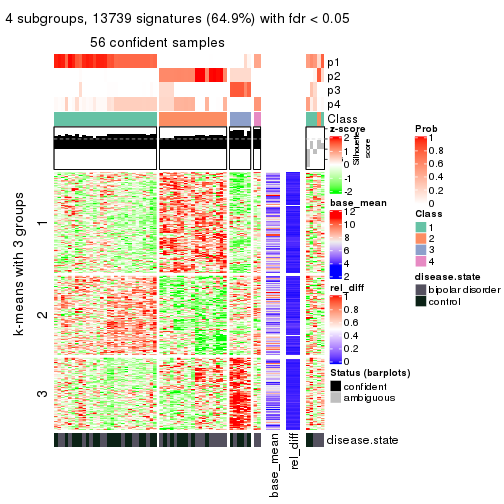 4 subgroups, 13739 signatures (64.9%) with fdr < 0.05
56 confident samples
p1
p2
p3
p4
Class
z-score
2
1
0
-1
-2
Silhouette
score
base_mean
12
10
8
6
4
2
rel_diff
1
0.8
0.6
0.4
0.2
0
Status (barplots)
confident
ambiguous
Prob
1
0.8
0.6
0.4
0.2
0
Class
1
2
3
4
disease.state
bipolar disorder
control
k-means with 3 groups
1
2
3
disease.state
base_mean
rel_diff